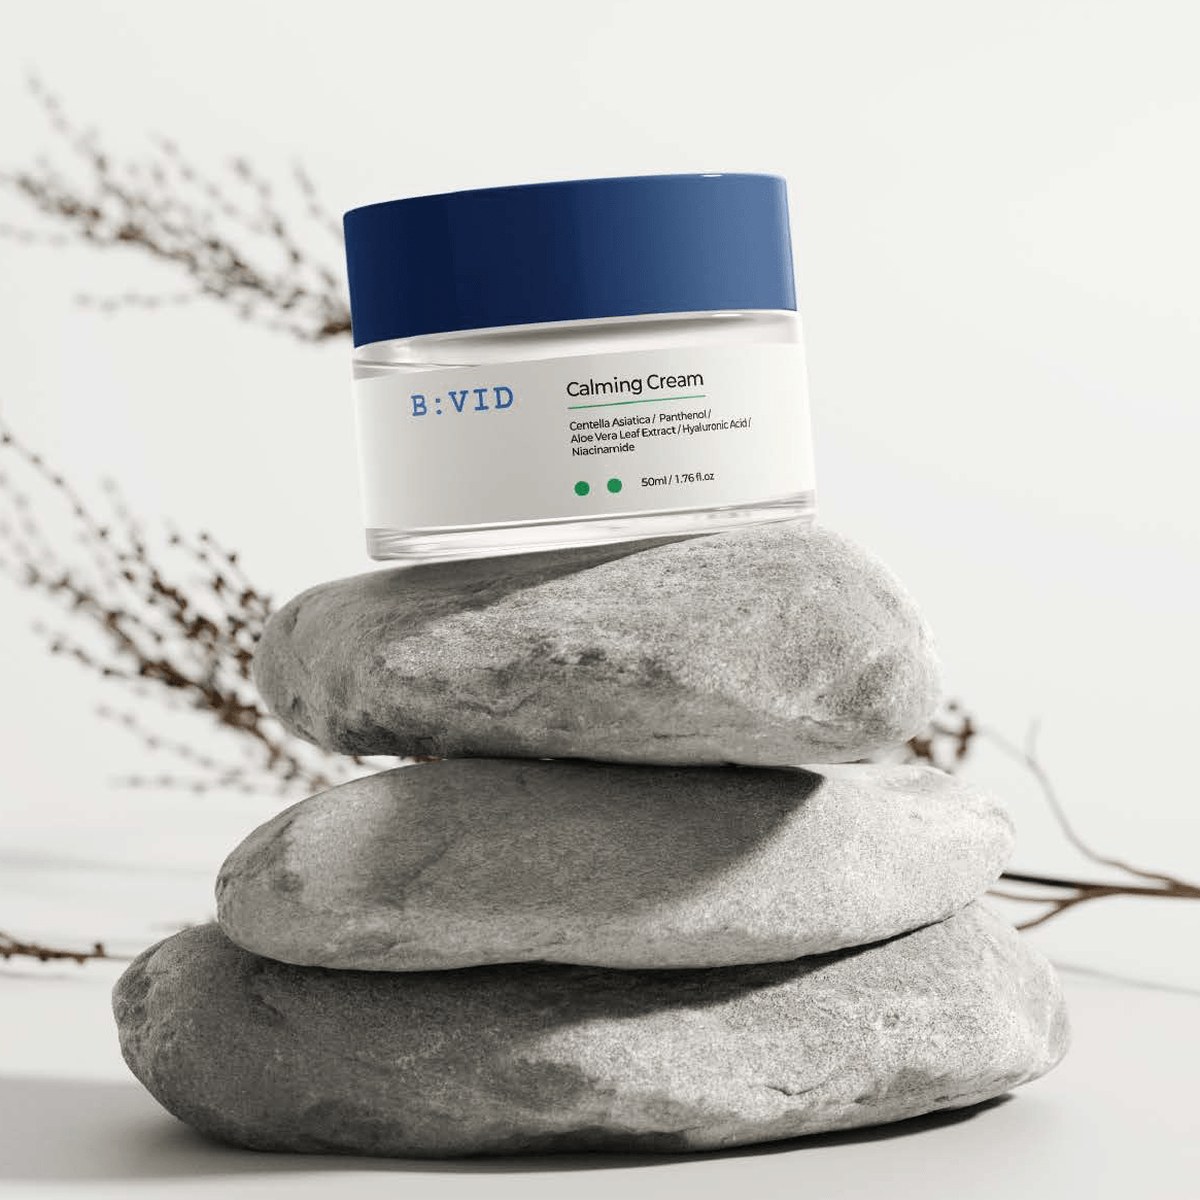 B:VID
Calming Cream
Centella Asiatica / Panthenol /
Aloe Vera Leaf Extract / Hyaluronic Acid /
Niacinamide
50ml / 1.76 fl.oz